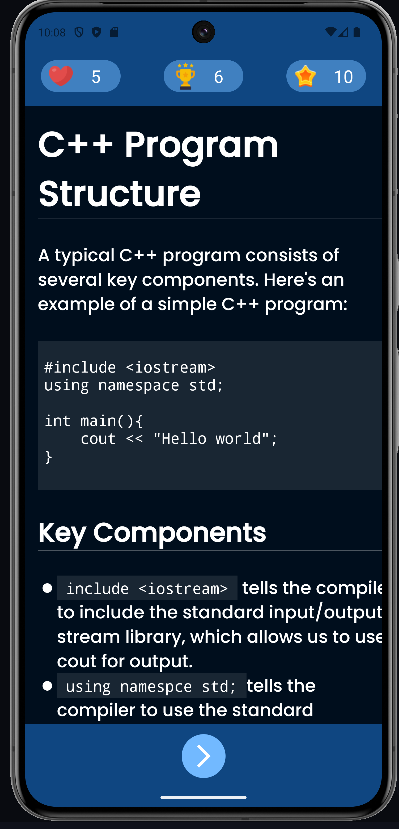 10:08
5 6 10
C++ Program
Structure
A typical C++ program consists of
several key components. Here's an
example of a simple C++ program:
#include <iostream>
using namespace std;
int main(){
    cout << "Hello world";
}
Key Components
include <iostream> tells the compile
to include the standard input/output
stream library, which allows us to use
cout for output.
using namespce std; tells the
compiler to use the standard